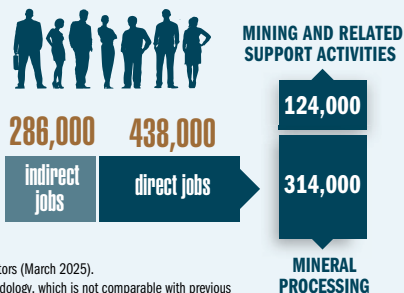 MINING AND RELATED
SUPPORT ACTIVITIES
124,000
286,000
438,000
indirect
jobs
direct jobs
314,000
MINERAL
PROCESSING
tors (March 2025).
dology, which is not comparable with previous